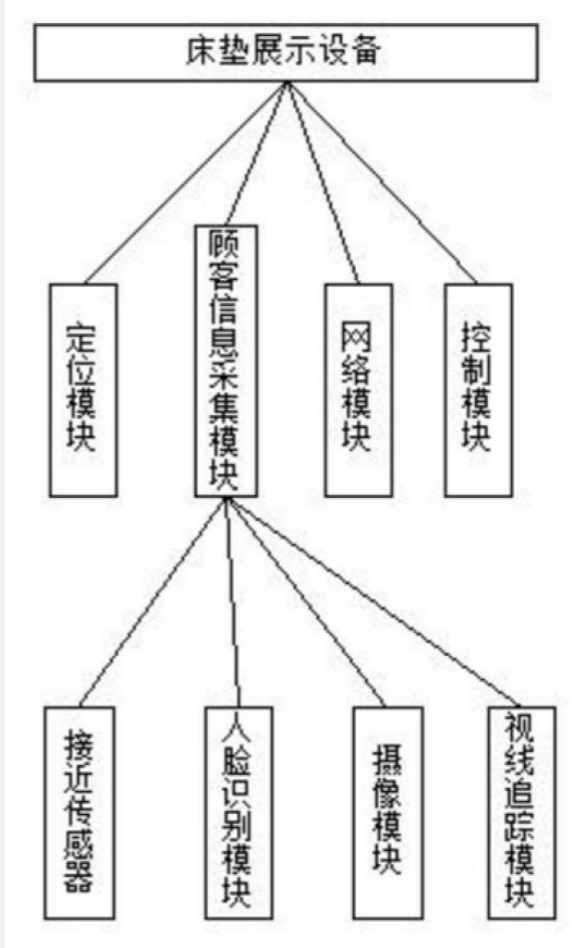 床垫展示设备
定位模块
顾客信息采集模块
网络模块
控制模块
接近传感器
人脸识别模块
摄像模块
视线追踪模块